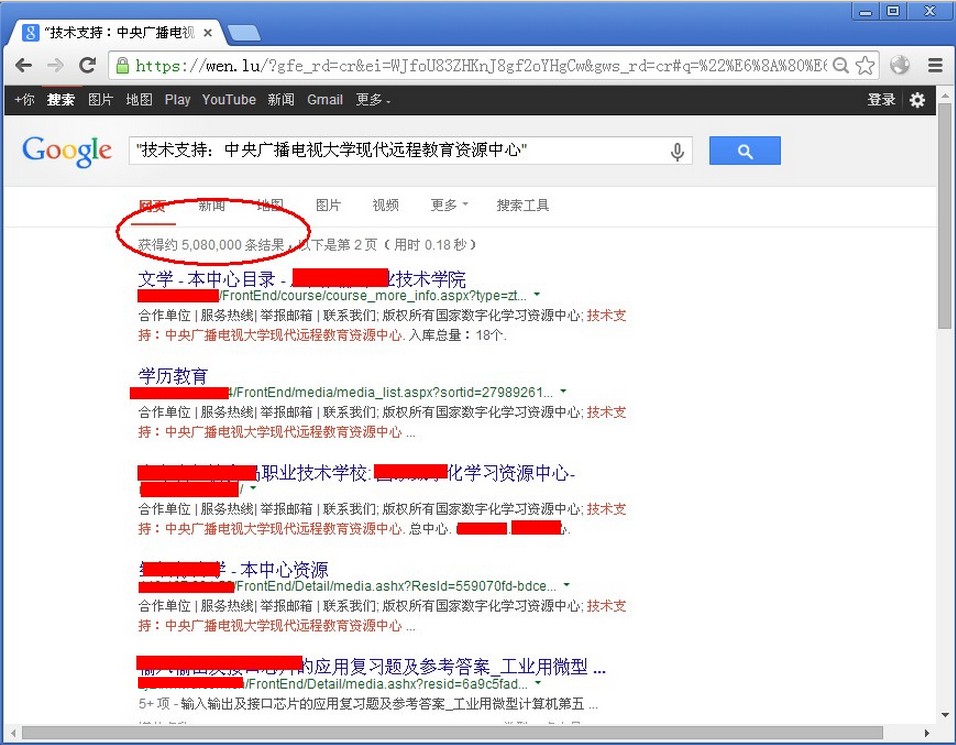 "技术支持：中央广播电视
https://wen.lu/?gfe_rd=cr&ei=WJfoU83ZHKnJ8gf2oYHgCw&gws_rd=cr#q=%22%E6%8A%80%E6
+你 搜索 图片 地图 Play YouTube 新闻 Gmail 更多 登录
Google "技术支持：中央广播电视大学现代远程教育资源中心"
网页 新闻 地图 图片 视频 更多 搜索工具
获得约 5,080,000 条结果，以下是第 2 页（用时 0.18 秒）
文学 - 本中心目录 - 业技术学院
/FrontEnd/course/course_more_info.aspx?type=zt...
合作单位 | 服务热线| 举报邮箱 | 联系我们; 版权所有国家数字化学习资源中心; 技术支
持：中央广播电视大学现代远程教育资源中心. 入库总量：18个.
学历教育
4/FrontEnd/media/media_list.aspx?sortid=27989261...
合作单位 | 服务热线| 举报邮箱 | 联系我们; 版权所有国家数字化学习资源中心; 技术支
持：中央广播电视大学现代远程教育资源中心 ...
职业技术学校: 化学习资源中心-
/
合作单位 | 服务热线| 举报邮箱 | 联系我们; 版权所有国家数字化学习资源中心; 技术支
持：中央广播电视大学现代远程教育资源中心. 总中心.
学 - 本中心资源
/FrontEnd/Detail/media.ashx?ResId=559070fd-bdce...
合作单位 | 服务热线| 举报邮箱 | 联系我们; 版权所有国家数字化学习资源中心; 技术支
持：中央广播电视大学现代远程教育资源中心 ...
的应用复习题及参考答案_工业用微型 ...
/FrontEnd/Detail/media.ashx?resid=6a9c5fad...
5+ 项 - 输入输出及接口芯片的应用复习题及参考答案_工业用微型计算机第五 ...